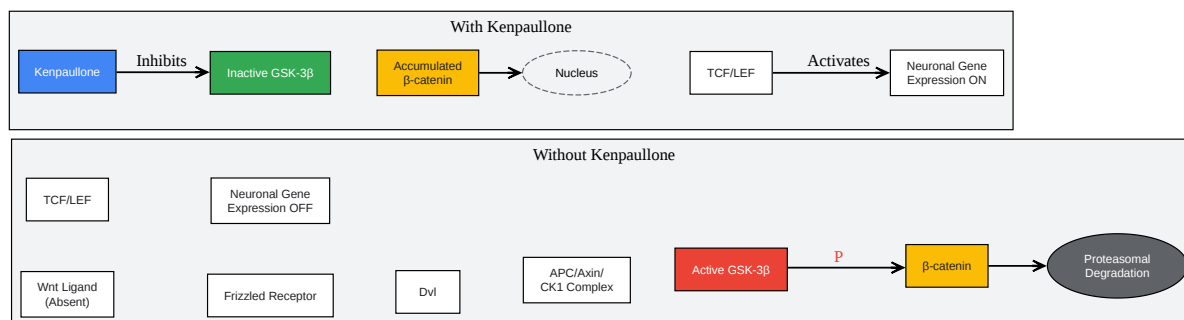 With Kenpaullone
Kenpaullone
Inhibits
Inactive GSK-3β
Accumulated
β-catenin
Nucleus
TCF/LEF
Activates
Neuronal Gene
Expression ON
Without Kenpaullone
TCF/LEF
Neuronal Gene
Expression OFF
Wnt Ligand
(Absent)
Frizzled Receptor
Dvl
APC/Axin/
CK1 Complex
Active GSK-3β
P
β-catenin
Proteasomal
Degradation